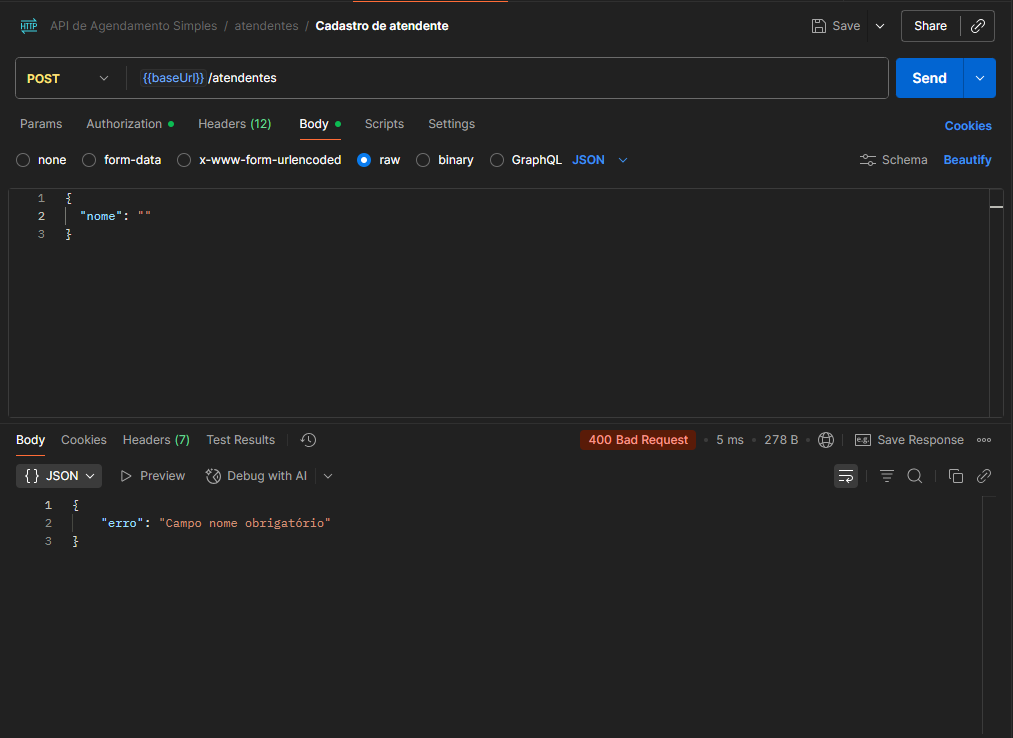 HTTP API de Agendamento Simples / atendentes / Cadastro de atendente Save Share
POST {{baseUrl}} /atendentes Send
Params Authorization Headers (12) Body Scripts Settings Cookies
none form-data x-www-form-urlencoded raw binary GraphQL JSON Schema Beautify
1 {
2 "nome": ""
3 }
Body Cookies Headers (7) Test Results 400 Bad Request 5 ms 278 B e.g. Save Response
{} JSON Preview Debug with AI
1 {
2 "erro": "Campo nome obrigatório"
3 }